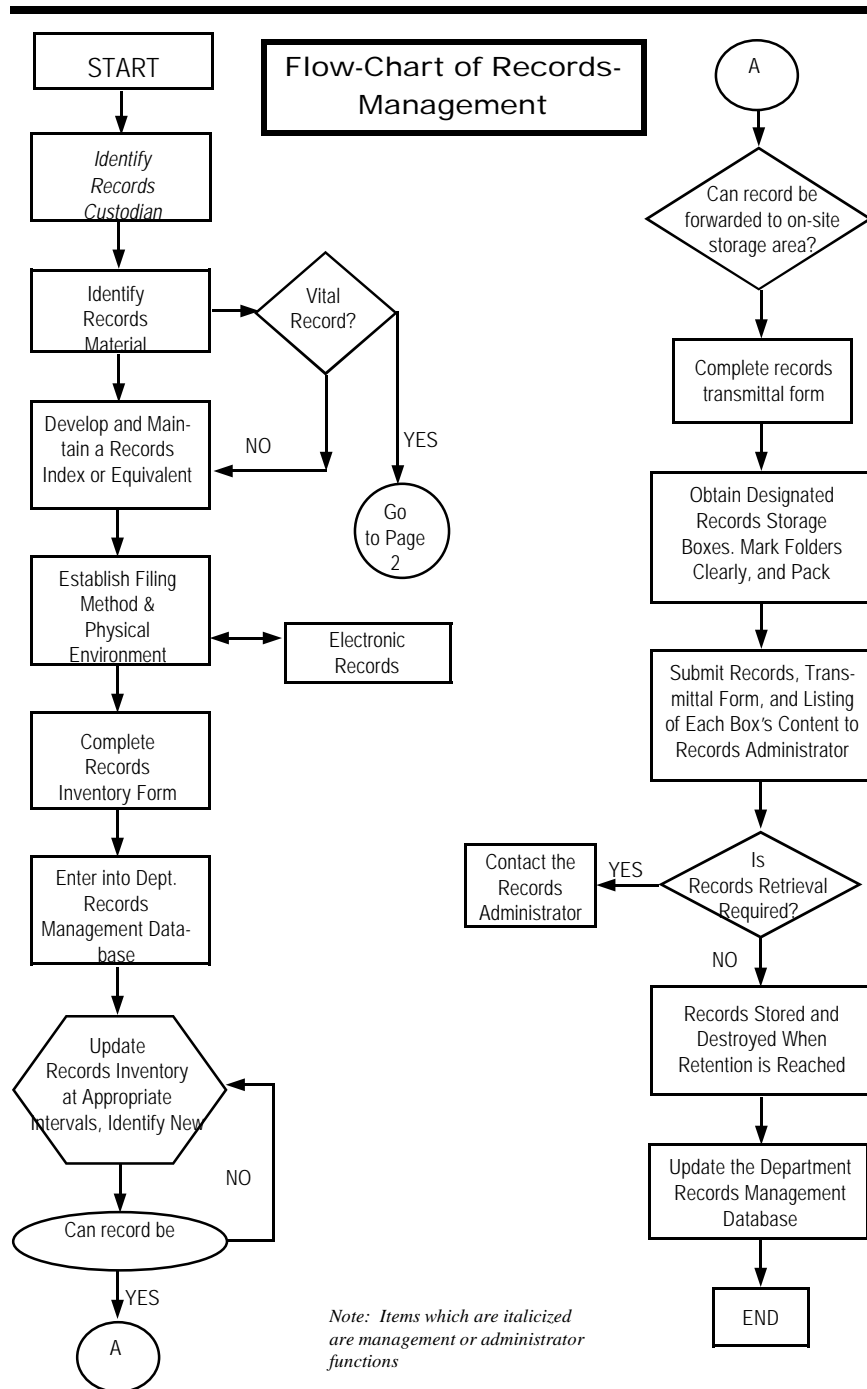 Flow-Chart of Records-
Management
START
Identify
Records
Custodian
Identify
Records
Material
Vital
Record?
NO
YES
Go
to Page
2
Develop and Main-
tain a Records
Index or Equivalent
Establish Filing
Method &
Physical
Environment
Electronic
Records
Complete
Records
Inventory Form
Enter into Dept.
Records
Management Data-
base
Update
Records Inventory
at Appropriate
Intervals, Identify New
NO
Can record be
YES
A
A
Can record be
forwarded to on-site
storage area?
Complete records
transmittal form
Obtain Designated
Records Storage
Boxes. Mark Folders
Clearly, and Pack
Submit Records, Trans-
mittal Form, and Listing
of Each Box's Content to
Records Administrator
Is
Records Retrieval
Required?
YES
Contact the
Records
Administrator
NO
Records Stored and
Destroyed When
Retention is Reached
Update the Department
Records Management
Database
END
Note: Items which are italicized
are management or administrator
functions